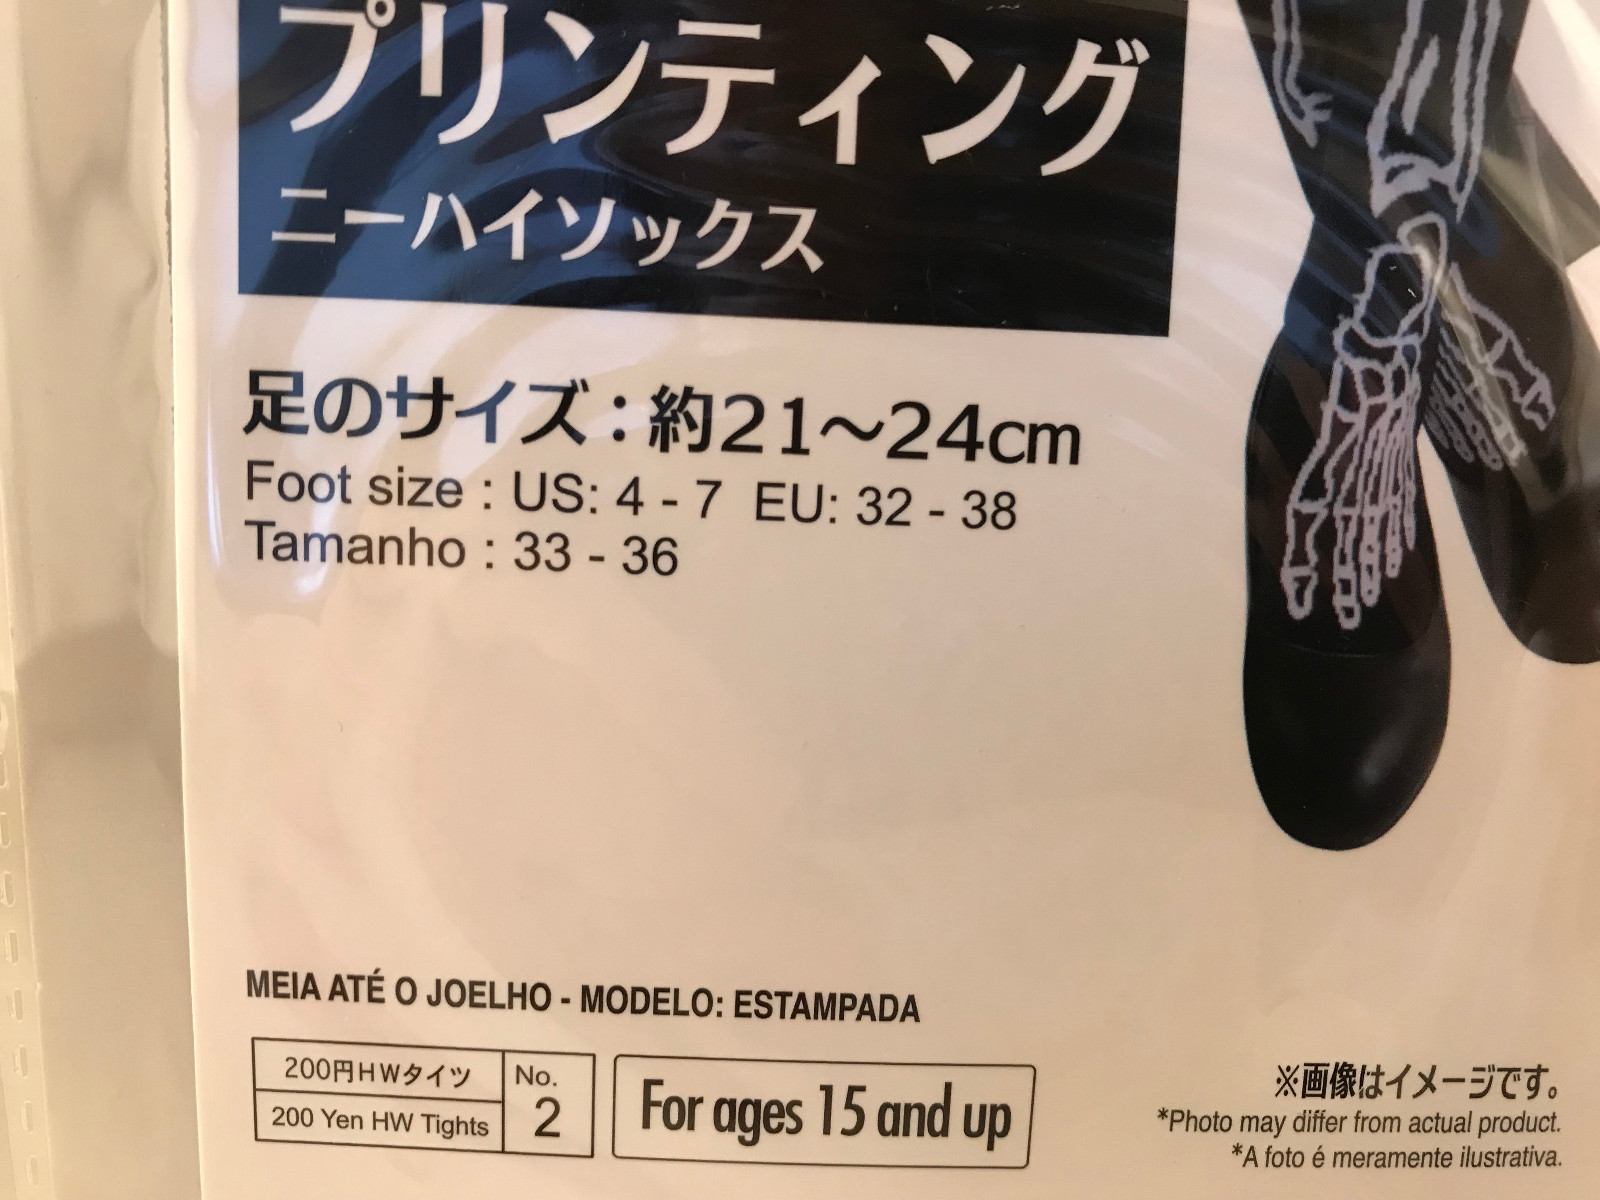 プリンティング
ニーハイソックス
足のサイズ：約21～24cm
Foot size : US: 4 - 7 EU: 32 - 38
Tamanho : 33 - 36
MEIA ATÉ O JOELHO - MODELO: ESTAMPADA
200円HWタイツ
200 Yen HW Tights
No.
2
For ages 15 and up
※画像はイメージです。
*Photo may differ from actual product.
*A foto é meramente ilustrativa.